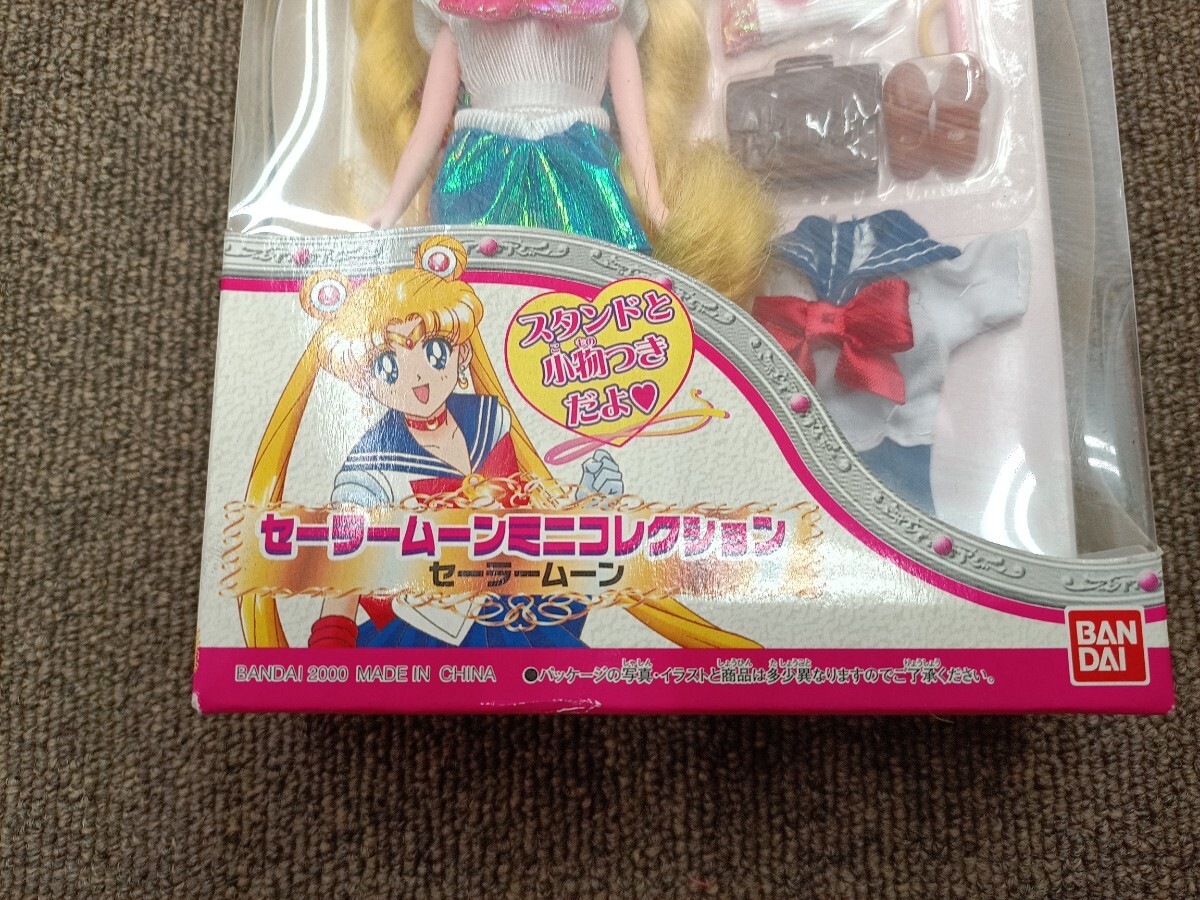 スタンドと
小物つき
だよ♥
セーラームーンミニコレクション
セーラームーン
BANDAI 2000 MADE IN CHINA ●パッケージの写真・イラストと商品は多少異なりますのでご了承ください。
BAN
DAI